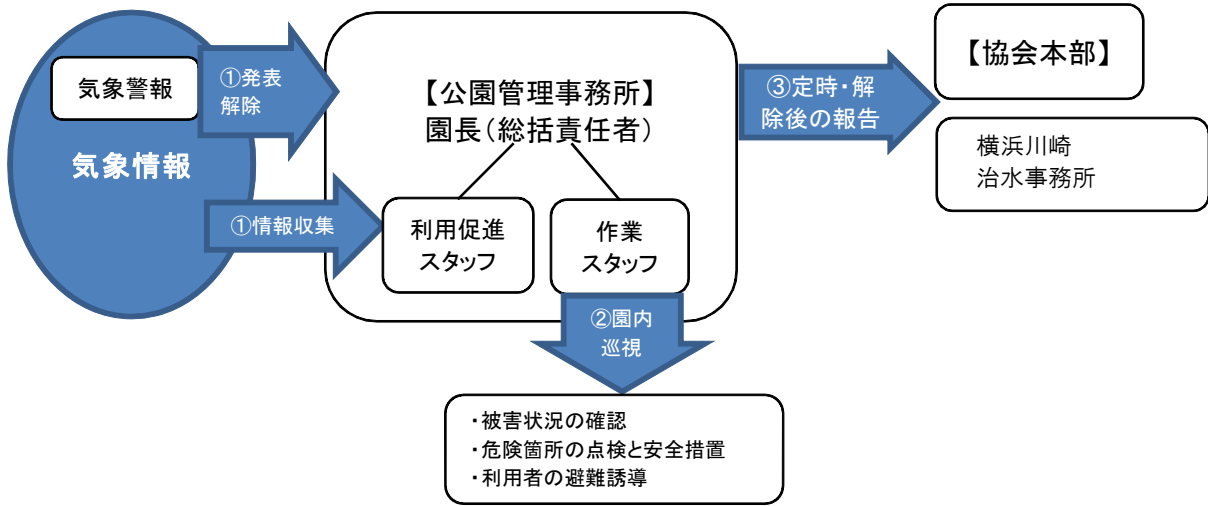 気象警報
気象情報
①発表
解除
①情報収集
【公園管理事務所】
園長(総括責任者)
利用促進
スタッフ
作業
スタッフ
②園内
巡視
・被害状況の確認
・危険箇所の点検と安全措置
・利用者の避難誘導
③定時・解
除後の報告
【協会本部】
横浜川崎
治水事務所